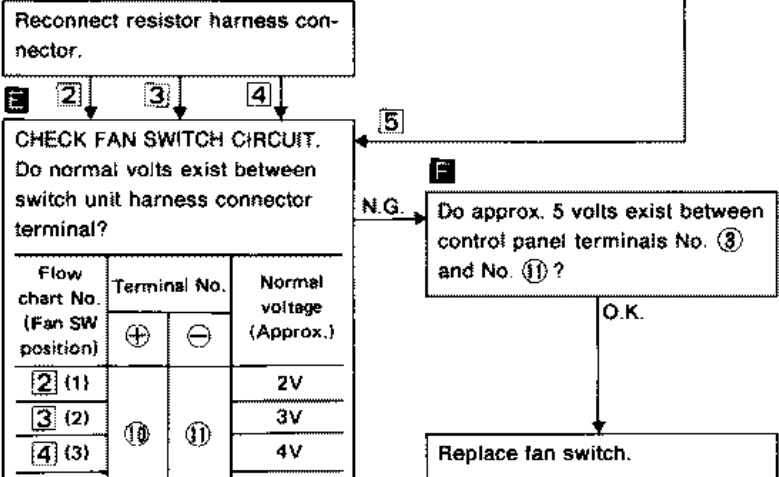 Reconnect resistor harness con-
nector.
E 2 3 4
5
CHECK FAN SWITCH CIRCUIT.
Do normal volts exist between
switch unit harness connector
terminal?
N.G.
F
Do approx. 5 volts exist between
control panel terminals No. ③
and No. ⑪ ?
O.K.
Replace fan switch.
Flow
chart No.
(Fan SW
position)
Terminal No.
⊕ ⊖
Normal
voltage
(Approx.)
2 (1) 2V
3 (2) ⑩ ⑪ 3V
4 (3) 4V